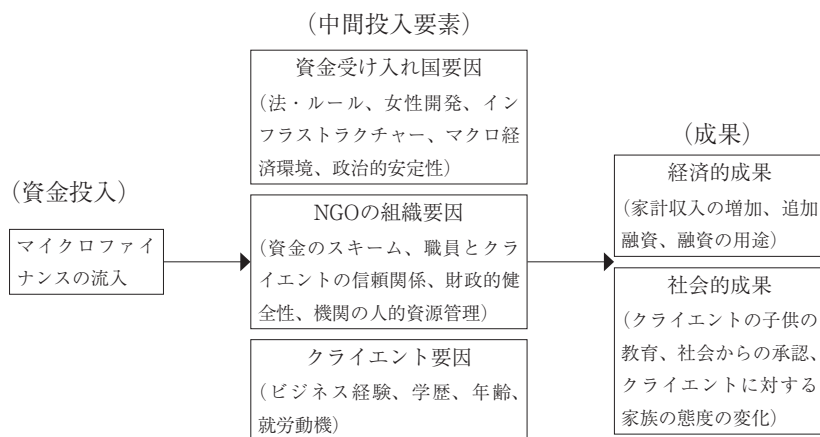 （資金投入）
マイクロファイ
ナンスの流入
（中間投入要素）
資金受け入れ国要因
（法・ルール、女性開発、イン
フラストラクチャー、マクロ経
済環境、政治的安定性）
NGOの組織要因
（資金のスキーム、職員とクラ
イエントの信頼関係、財政的健
全性、機関の人的資源管理）
クライエント要因
（ビジネス経験、学歴、年齢、
就労動機）
（成果）
経済的成果
（家計収入の増加、追加
融資、融資の用途）
社会的成果
（クライエントの子供の
教育、社会からの承認、
クライエントに対する
家族の態度の変化）